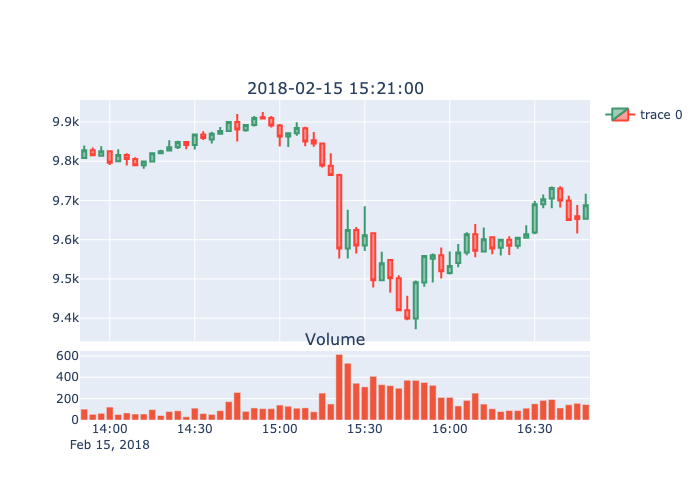 2018-02-15 15:21:00
trace 0
9.9k
9.8k
9.7k
9.6k
9.5k
9.4k
Volume
600
400
200
0
14:00 14:30 15:00 15:30 16:00 16:30
Feb 15, 2018